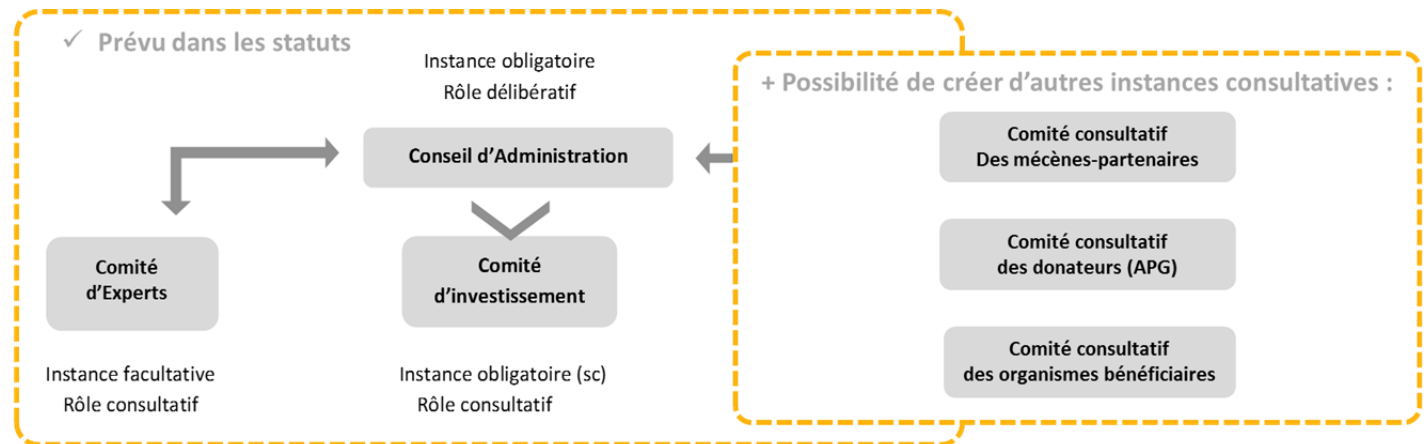 ✓ Prévu dans les statuts
Instance obligatoire
Rôle délibératif
Conseil d’Administration
Comité
d’Experts
Instance facultative
Rôle consultatif
Comité
d’investissement
Instance obligatoire (sc)
Rôle consultatif
+ Possibilité de créer d’autres instances consultatives :
Comité consultatif
Des mécènes-partenaires
Comité consultatif
des donateurs (APG)
Comité consultatif
des organismes bénéficiaires